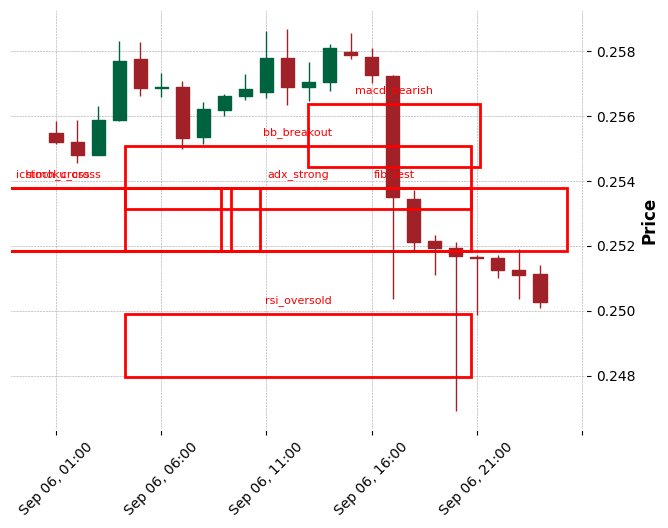 0.258
macd_bearish
0.256
bb_breakout
ichimoku_cross
adx_strong
fib_test
0.254
Price
0.252
rsi_oversold
0.250
0.248
Sep 06, 01:00
Sep 06, 06:00
Sep 06, 11:00
Sep 06, 16:00
Sep 06, 21:00